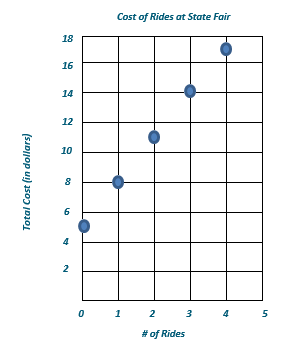 Cost of Rides at State Fair
Total Cost (in dollars)
18
16
14
12
10
8
6
4
2
0 1 2 3 4 5
# of Rides